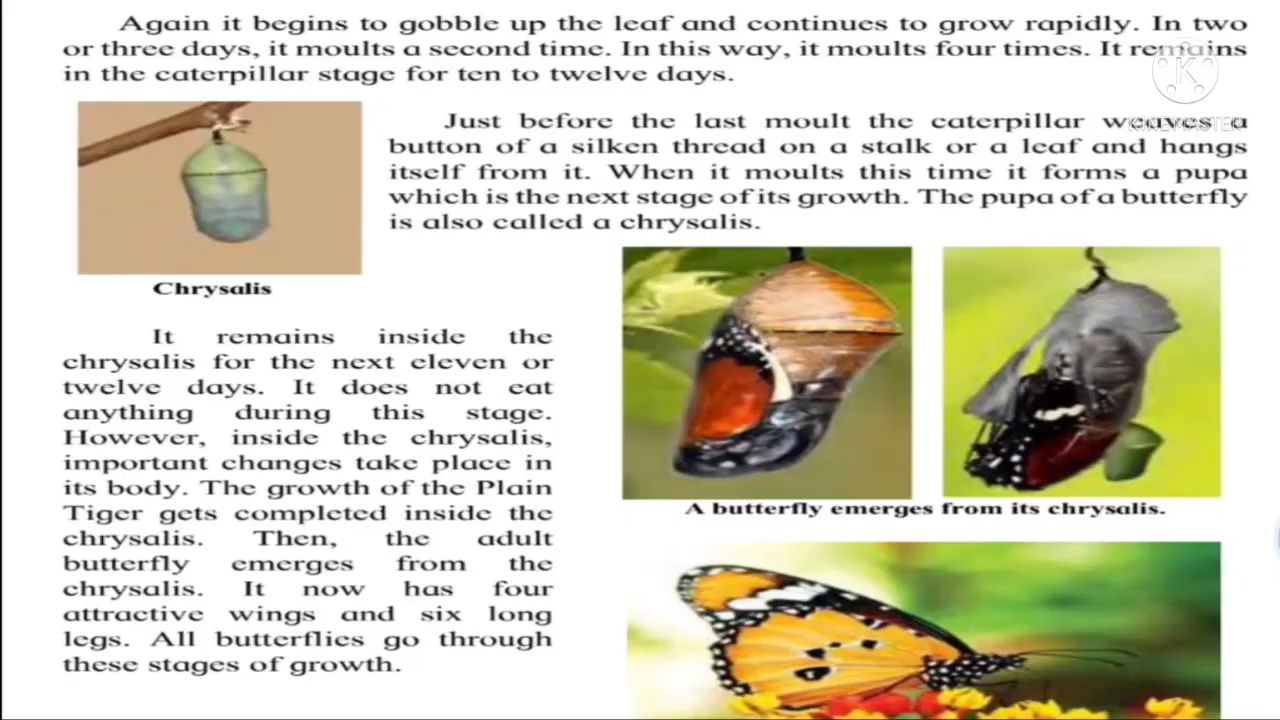 Again it begins to gobble up the leaf and continues to grow rapidly. In two
or three days, it moults a second time. In this way, it moults four times. It remains
in the caterpillar stage for ten to twelve days.
K
KINEMASTER
Just before the last moult the caterpillar weaves a
button of a silken thread on a stalk or a leaf and hangs
itself from it. When it moults this time it forms a pupa
which is the next stage of its growth. The pupa of a butterfly
is also called a chrysalis.
Chrysalis
It remains inside the
chrysalis for the next eleven or
twelve days. It does not eat
anything during this stage.
However, inside the chrysalis,
important changes take place in
its body. The growth of the Plain
Tiger gets completed inside the
chrysalis. Then, the adult
butterfly emerges from the
chrysalis. It now has four
attractive wings and six long
legs. All butterflies go through
these stages of growth.
A butterfly emerges from its chrysalis.